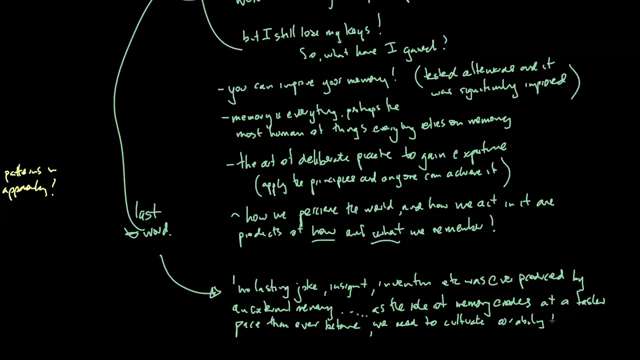 but I still lose my keys!
So, what have I gained?
- you can improve your memory! (tested afterwards and it
was significantly improved)
- memory is everything, perhaps the
most human of things everything relies on memory
- the art of deliberate practice to gain expertise
(apply the principles and anyone can achieve it)
patterns in
apparently!
last
word.
- how we perceive the world, and how we act in it are
products of how and what we remember!
'no lasting joke, insight, invention etc was ever produced by
an external memory ..... as the role of memory erodes at a faster
pace than ever before, we need to cultivate our ability